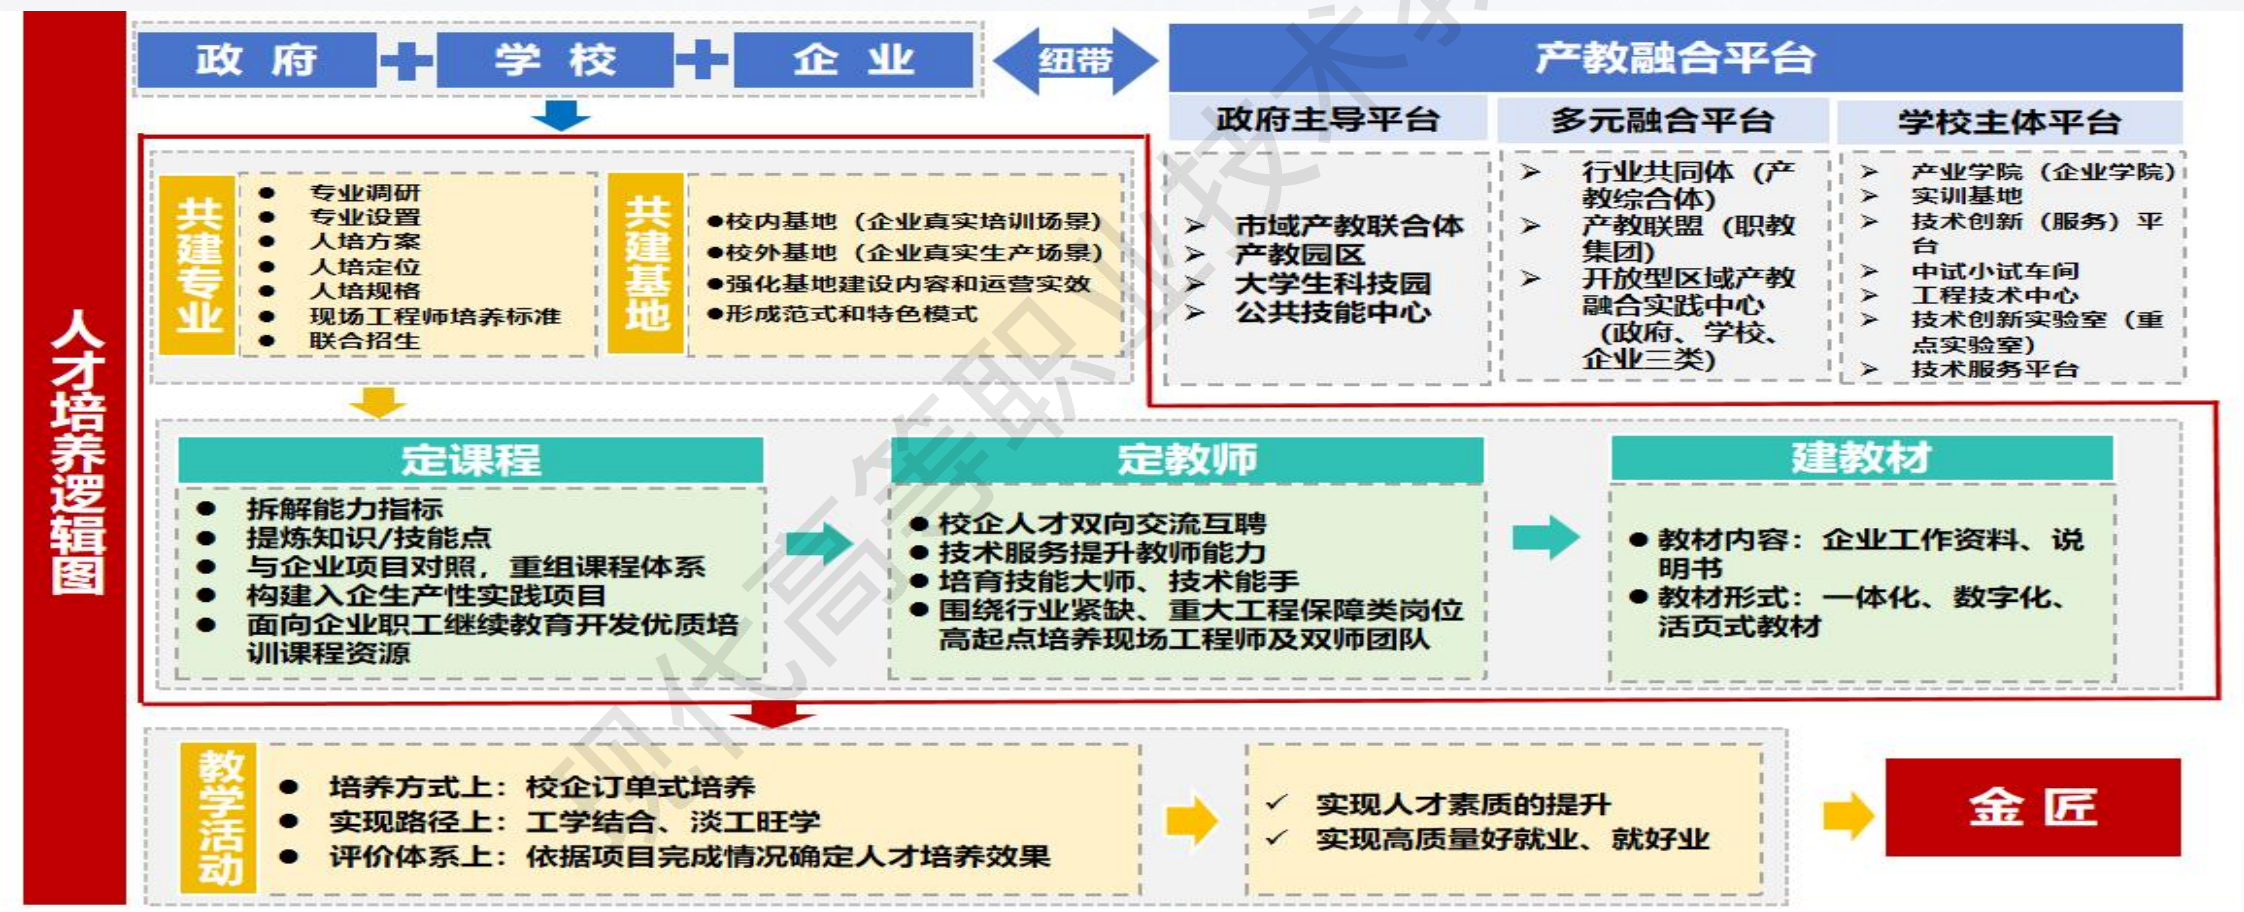 人才培养逻辑图
政府
学校
企业
纽带
产教融合平台
政府主导平台
市域产教联合体
产教园区
大学生科技园
公共技能中心
多元融合平台
行业共同体（产
教综合体）
产教联盟（职教
集团）
开放型区域产教
融合实践中心
（政府、学校、
企业三类）
学校主体平台
产业学院（企业学院）
实训基地
技术创新（服务）平
台
中试小试车间
工程技术中心
技术创新实验室（重
点实验室）
技术服务平台
共建专业
专业调研
专业设置
人培方案
人培定位
人培规格
现场工程师培养标准
联合招生
共建基地
校内基地（企业真实培训场景）
校外基地（企业真实生产场景）
强化基地建设内容和运营实效
形成范式和特色模式
定课程
拆解能力指标
提炼知识/技能点
与企业项目对照，重组课程体系
构建入企生产性实践项目
面向企业职工继续教育开发优质培
训课程资源
定教师
校企人才双向交流互聘
技术服务提升教师能力
培育技能大师、技术能手
围绕行业紧缺、重大工程保障类岗位
高起点培养现场工程师及双师团队
建教材
教材内容：企业工作资料、说
明书
教材形式：一体化、数字化、
活页式教材
教学活动
培养方式上：校企订单式培养
实现路径上：工学结合、淡工旺学
评价体系上：依据项目完成情况确定人才培养效果
实现人才素质的提升
实现高质量好就业、就好业
金匠
现代高等职业技术教